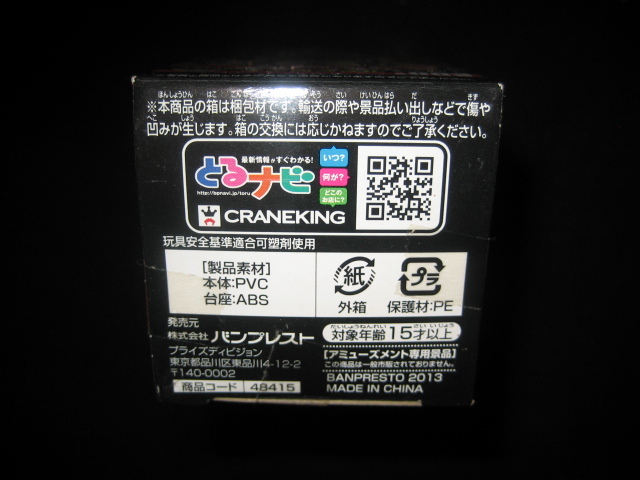 ※本商品の箱は梱包材です。輸送の際や景品払い出しなどで傷や
凹みが生じます。箱の交換には応じかねますのでご了承ください。
最新情報がすぐわかる!
とるナビ
http://bpnavi.jp/toru
いつ?
何が?
どこの
お店に?
CRANEKING
玩具安全基準適合可塑剤使用
[製品素材]
本体:PVC
台座:ABS
紙
外箱
プラ
保護材:PE
発売元
株式会社 バンプレスト
プライズディビジョン
東京都品川区東品川4-12-2
〒140-0002
商品コード 48415
対象年齢15才以上
[アミューズメント専用景品]
この商品は一般市販されておりません。
BANPRESTO 2013
MADE IN CHINA